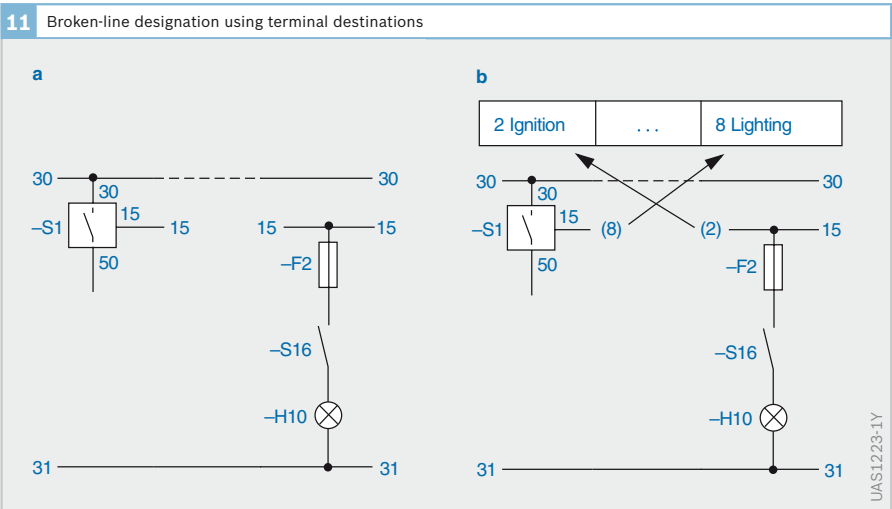 11 Broken-line designation using terminal destinations
a
30 30
30
–S1 15 15 15 15
50
–F2
–S16
–H10
31 31
b
2 Ignition ... 8 Lighting
30 30
30
–S1 15 (8) (2) 15
50
–F2
–S16
–H10
31 31
UAS1223-1Y